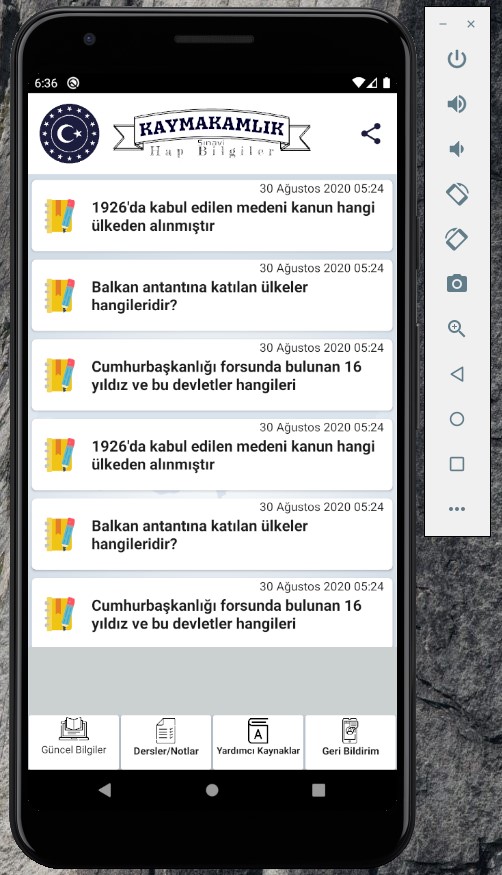 6:36
KAYMAKAMLIK
Sınavı
Hap Bilgiler
30 Ağustos 2020 05:24
1926'da kabul edilen medeni kanun hangi
ülkeden alınmıştır
30 Ağustos 2020 05:24
Balkan antantına katılan ülkeler
hangileridir?
30 Ağustos 2020 05:24
Cumhurbaşkanlığı forsunda bulunan 16
yıldız ve bu devletler hangileri
30 Ağustos 2020 05:24
1926'da kabul edilen medeni kanun hangi
ülkeden alınmıştır
30 Ağustos 2020 05:24
Balkan antantına katılan ülkeler
hangileridir?
30 Ağustos 2020 05:24
Cumhurbaşkanlığı forsunda bulunan 16
yıldız ve bu devletler hangileri
Güncel Bilgiler
Dersler/Notlar
A
Yardımcı Kaynaklar
Geri Bildirim